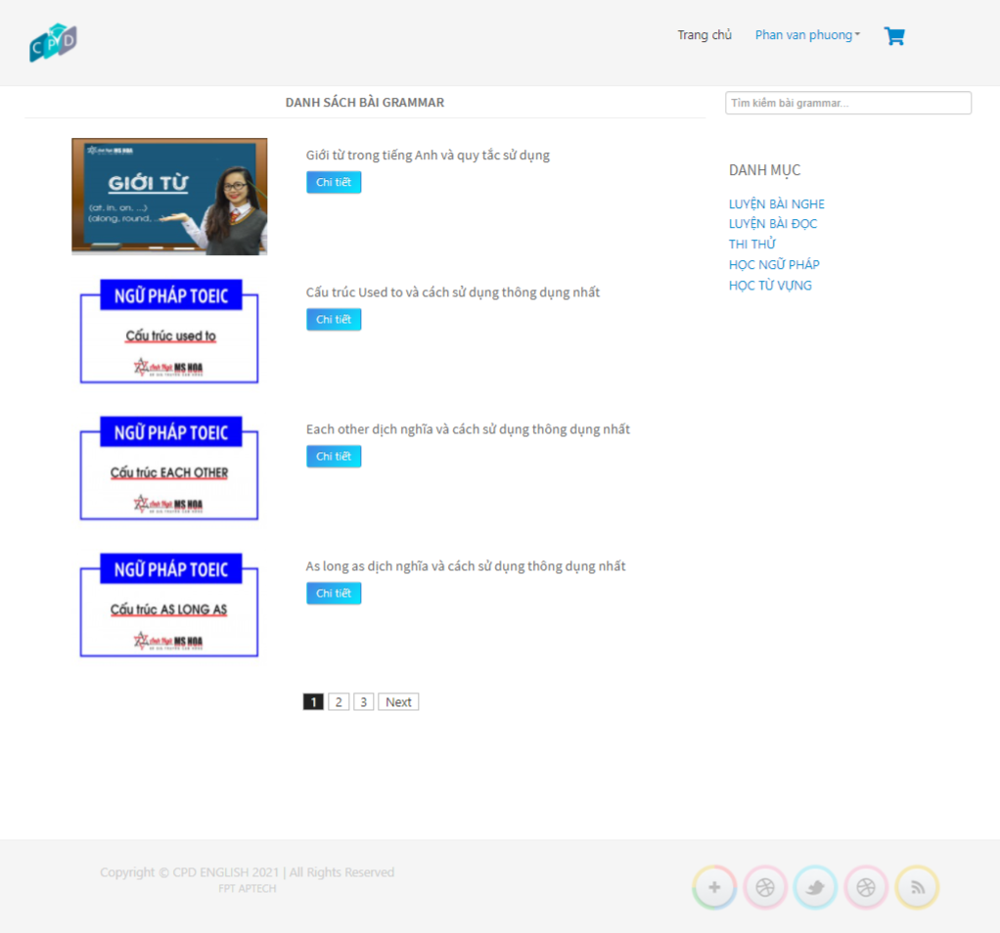 CPD
Trang chủ
Phan van phuong
DANH SÁCH BÀI GRAMMAR
Tìm kiếm bài grammar...
GIỚI TỪ
(at, in, on, ...)
(along, round, ...)
Giới từ trong tiếng Anh và quy tắc sử dụng
Chi tiết
DANH MỤC
LUYỆN BÀI NGHE
LUYỆN BÀI ĐỌC
THI THỬ
HỌC NGỮ PHÁP
HỌC TỪ VỰNG
NGỮ PHÁP TOEIC
Cấu trúc used to
Anh Ngữ MS HOA
Cấu trúc Used to và cách sử dụng thông dụng nhất
Chi tiết
NGỮ PHÁP TOEIC
Cấu trúc EACH OTHER
Anh Ngữ MS HOA
Each other dịch nghĩa và cách sử dụng thông dụng nhất
Chi tiết
NGỮ PHÁP TOEIC
Cấu trúc AS LONG AS
Anh Ngữ MS HOA
As long as dịch nghĩa và cách sử dụng thông dụng nhất
Chi tiết
1 2 3 Next
Copyright © CPD ENGLISH 2021 | All Rights Reserved
FPT APTECH